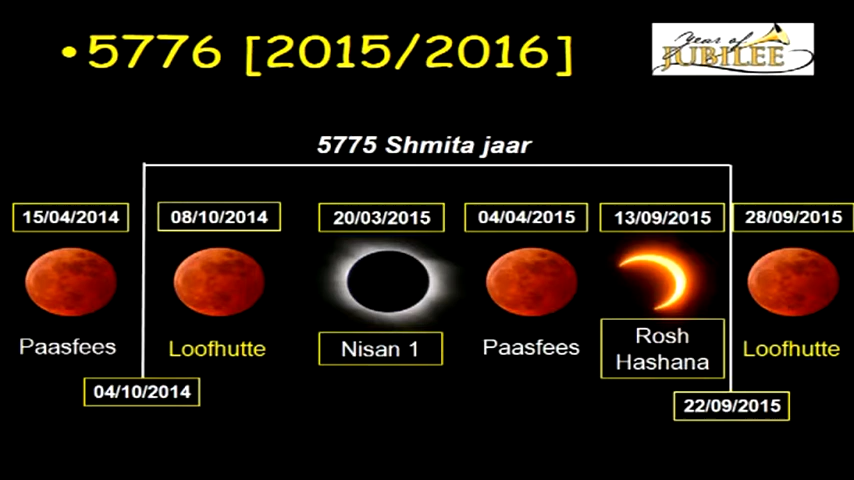 • 5776 [2015/2016]
Year of
JUBILEE
5775 Shmita jaar
15/04/2014
08/10/2014
20/03/2015
04/04/2015
13/09/2015
28/09/2015
Paasfees
Loofhutte
Nisan 1
Paasfees
Rosh
Hashana
Loofhutte
04/10/2014
22/09/2015